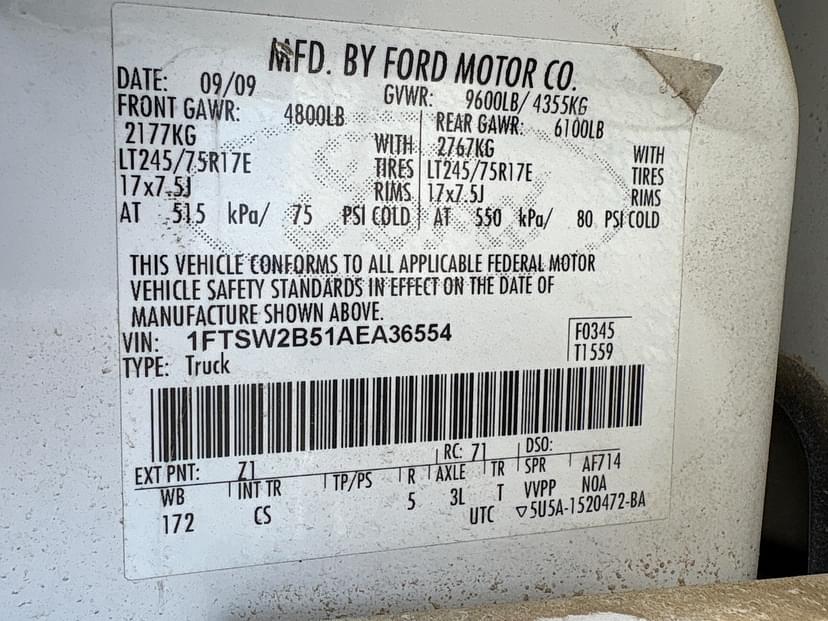 MFD. BY FORD MOTOR CO.
DATE: 09/09 GVWR: 9600LB/ 4355KG
FRONT GAWR: 4800LB REAR GAWR: 6100LB
2177KG WITH 2767KG WITH
LT245/75R17E TIRES LT245/75R17E TIRES
17x7.5J RIMS 17x7.5J RIMS
AT 515 kPa/ 75 PSI COLD AT 550 kPa/ 80 PSI COLD
THIS VEHICLE CONFORMS TO ALL APPLICABLE FEDERAL MOTOR
VEHICLE SAFETY STANDARDS IN EFFECT ON THE DATE OF
MANUFACTURE SHOWN ABOVE.
VIN: 1FTSW2B51AEA36554 F0345
TYPE: Truck T1559
EXT PNT: Z1 RC: 71 DSO:
WB INT TR TP/PS R AXLE TR SPR AF714
172 CS 5 3L T VVPP NOA
UTC ▽5U5A-1520472-BA